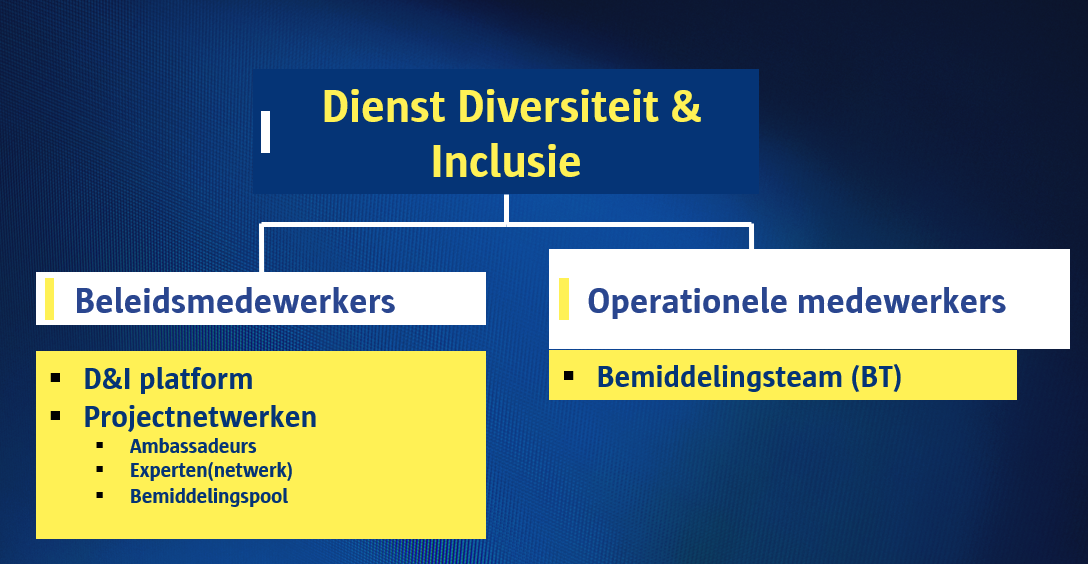 Dienst Diversiteit &
Inclusie
Beleidsmedewerkers
Operationele medewerkers
D&I platform
Projectnetwerken
Ambassadeurs
Experten(netwerk)
Bemiddelingspool
Bemiddelingsteam (BT)